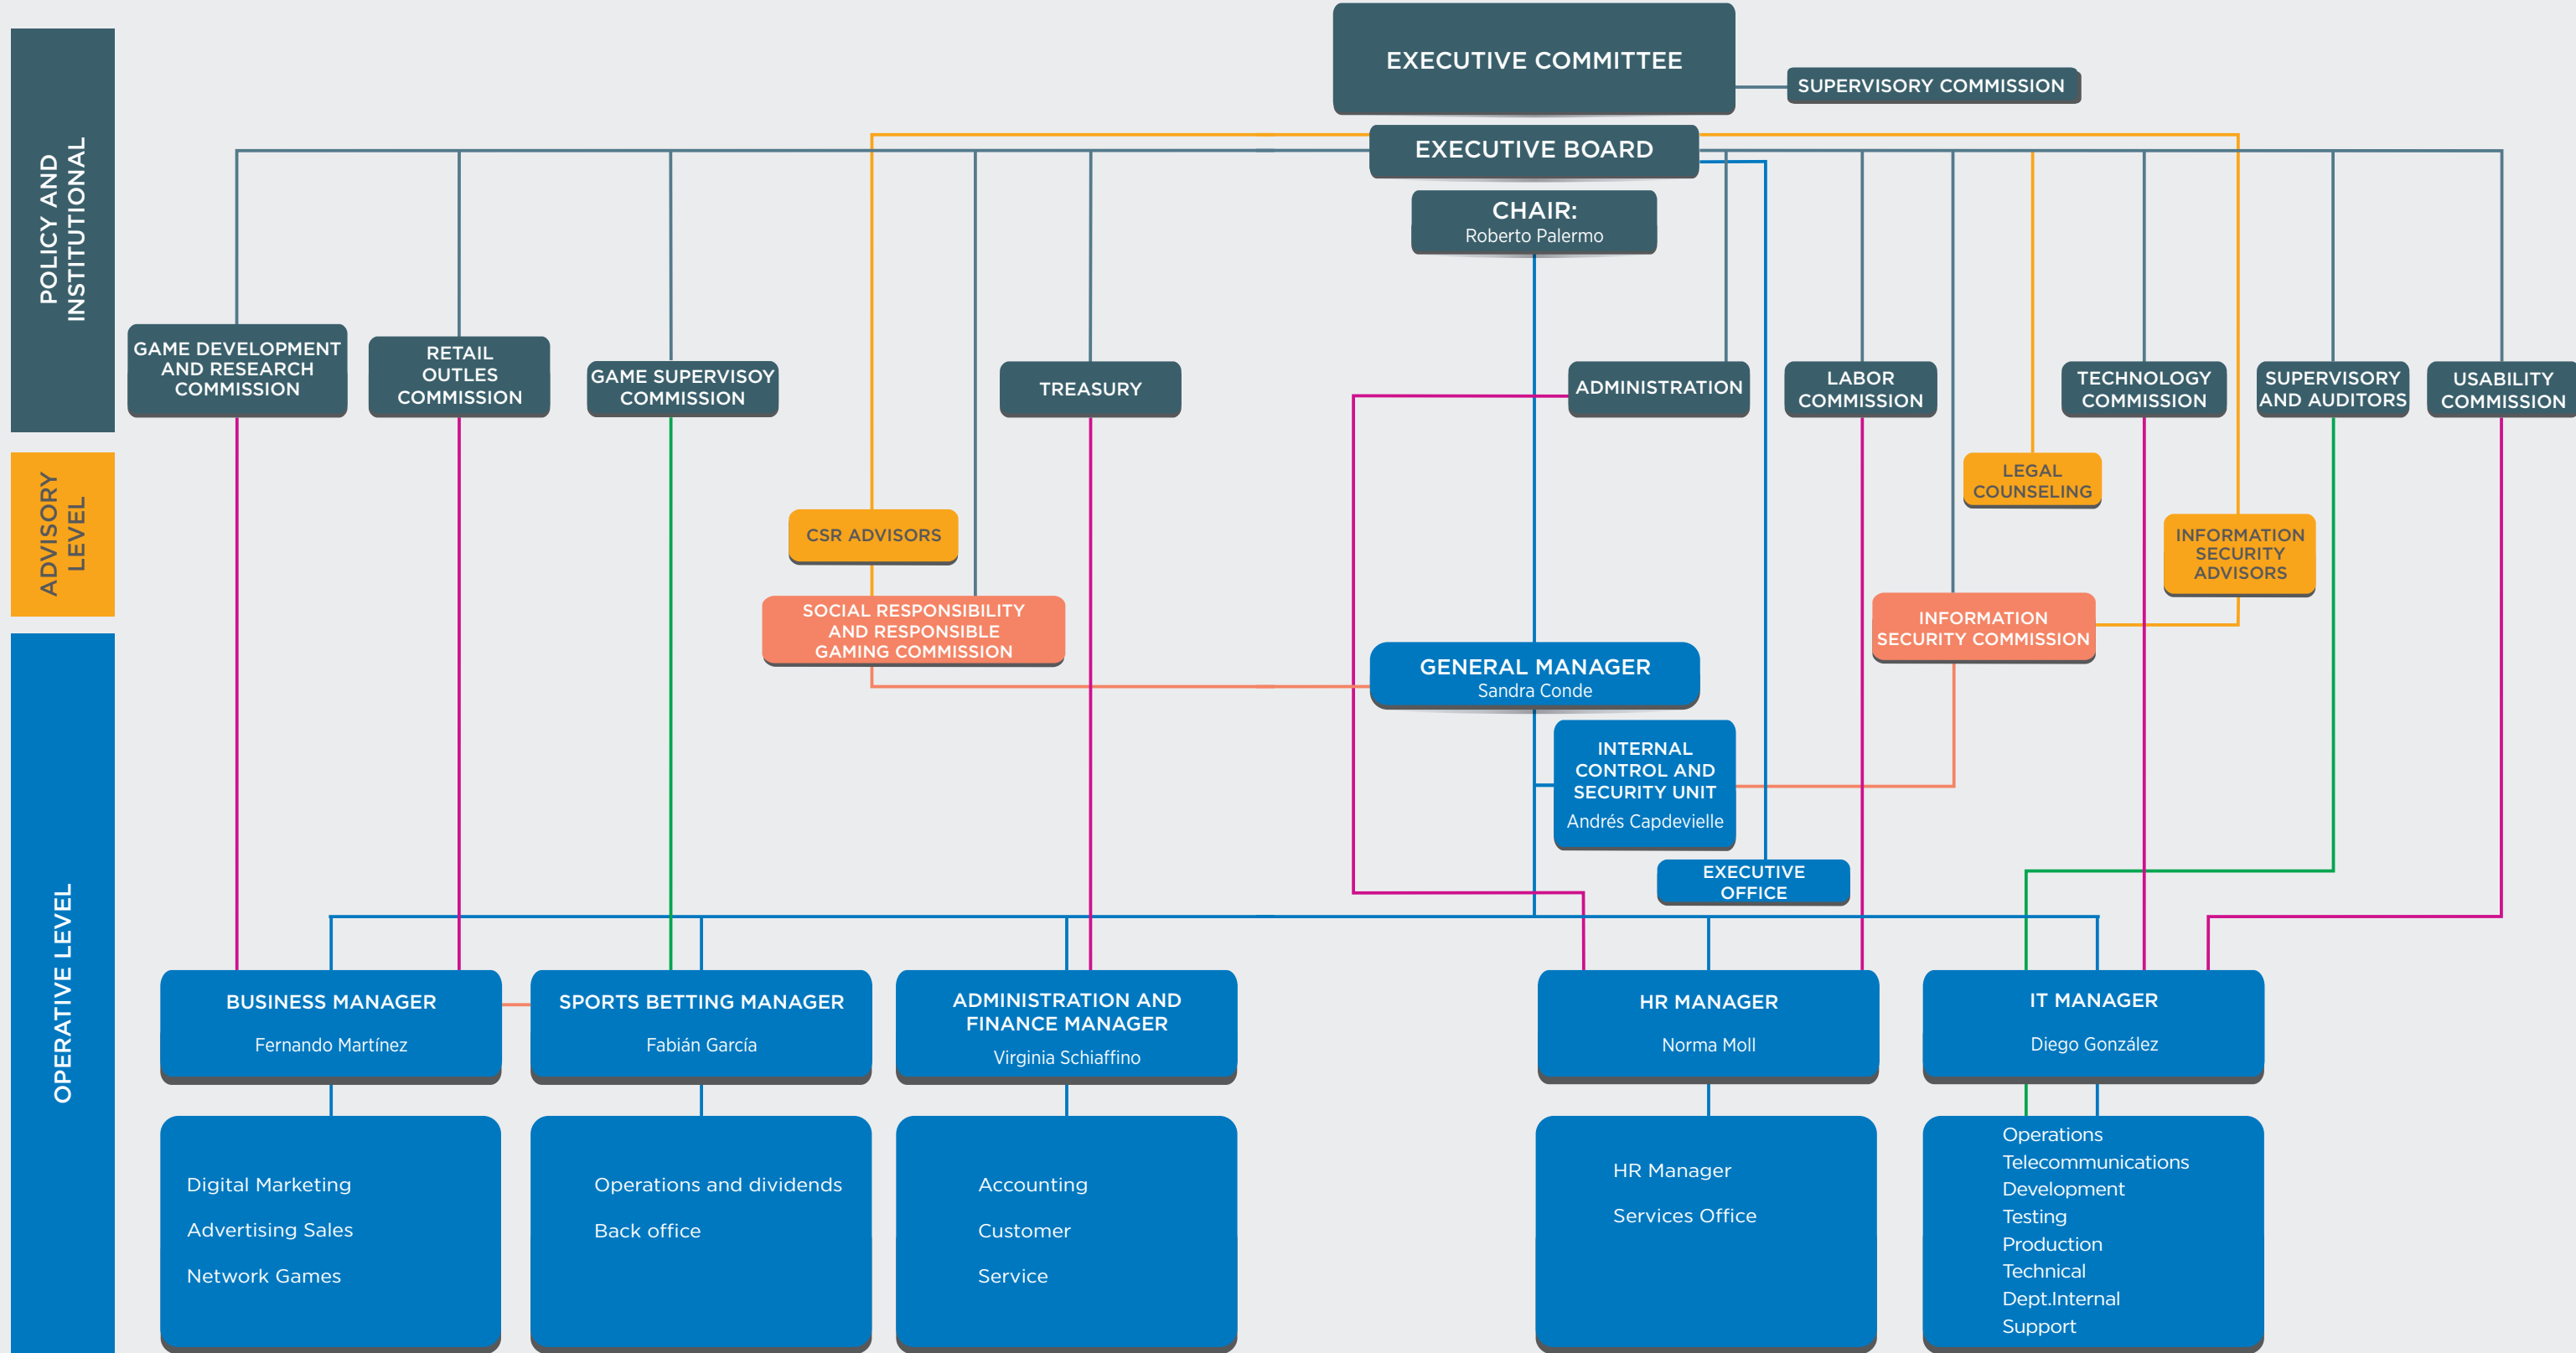 EXECUTIVE COMMITTEE
SUPERVISORY COMMISSION
EXECUTIVE BOARD
CHAIR:
Roberto Palermo
POLICY AND
INSTITUTIONAL
GAME DEVELOPMENT
AND RESEARCH
COMMISSION
RETAIL
OUTLES
COMMISSION
GAME SUPERVISOY
COMMISSION
TREASURY
ADMINISTRATION
LABOR
COMMISSION
TECHNOLOGY
COMMISSION
SUPERVISORY
AND AUDITORS
USABILITY
COMMISSION
ADVISORY
LEVEL
LEGAL
COUNSELING
CSR ADVISORS
INFORMATION
SECURITY
ADVISORS
SOCIAL RESPONSIBILITY
AND RESPONSIBLE
GAMING COMMISSION
INFORMATION
SECURITY COMMISSION
GENERAL MANAGER
Sandra Conde
INTERNAL
CONTROL AND
SECURITY UNIT
Andrés Capdevielle
EXECUTIVE
OFFICE
OPERATIVE LEVEL
BUSINESS MANAGER
Fernando Martínez
SPORTS BETTING MANAGER
Fabián García
ADMINISTRATION AND
FINANCE MANAGER
Virginia Schiaffino
HR MANAGER
Norma Moll
IT MANAGER
Diego González
Digital Marketing
Advertising Sales
Network Games
Operations and dividends
Back office
Accounting
Customer
Service
HR Manager
Services Office
Operations
Telecommunications
Development
Testing
Production
Technical
Dept.Internal
Support